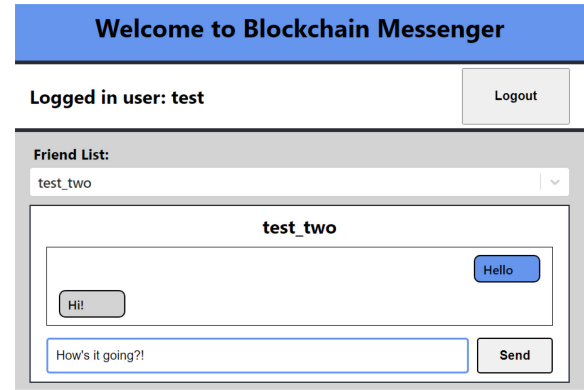 Welcome to Blockchain Messenger
Logged in user: test
Logout
Friend List:
test_two
test_two
Hello
Hi!
How's it going?!
Send